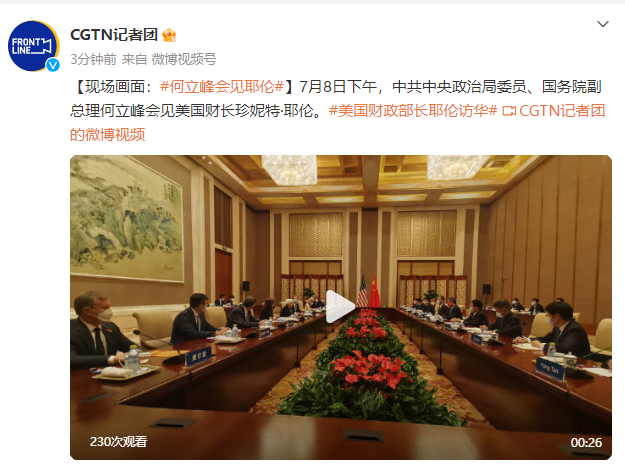 FRONT
LINE
CGTN记者团
3分钟前 来自 微博视频号
【现场画面：#何立峰会见耶伦#】7月8日下午，中共中央政治局委员、国务院副
总理何立峰会见美国财长珍妮特·耶伦。#美国财政部长耶伦访华# CGTN记者团
的微博视频
Tong Tao
230次观看
00:26